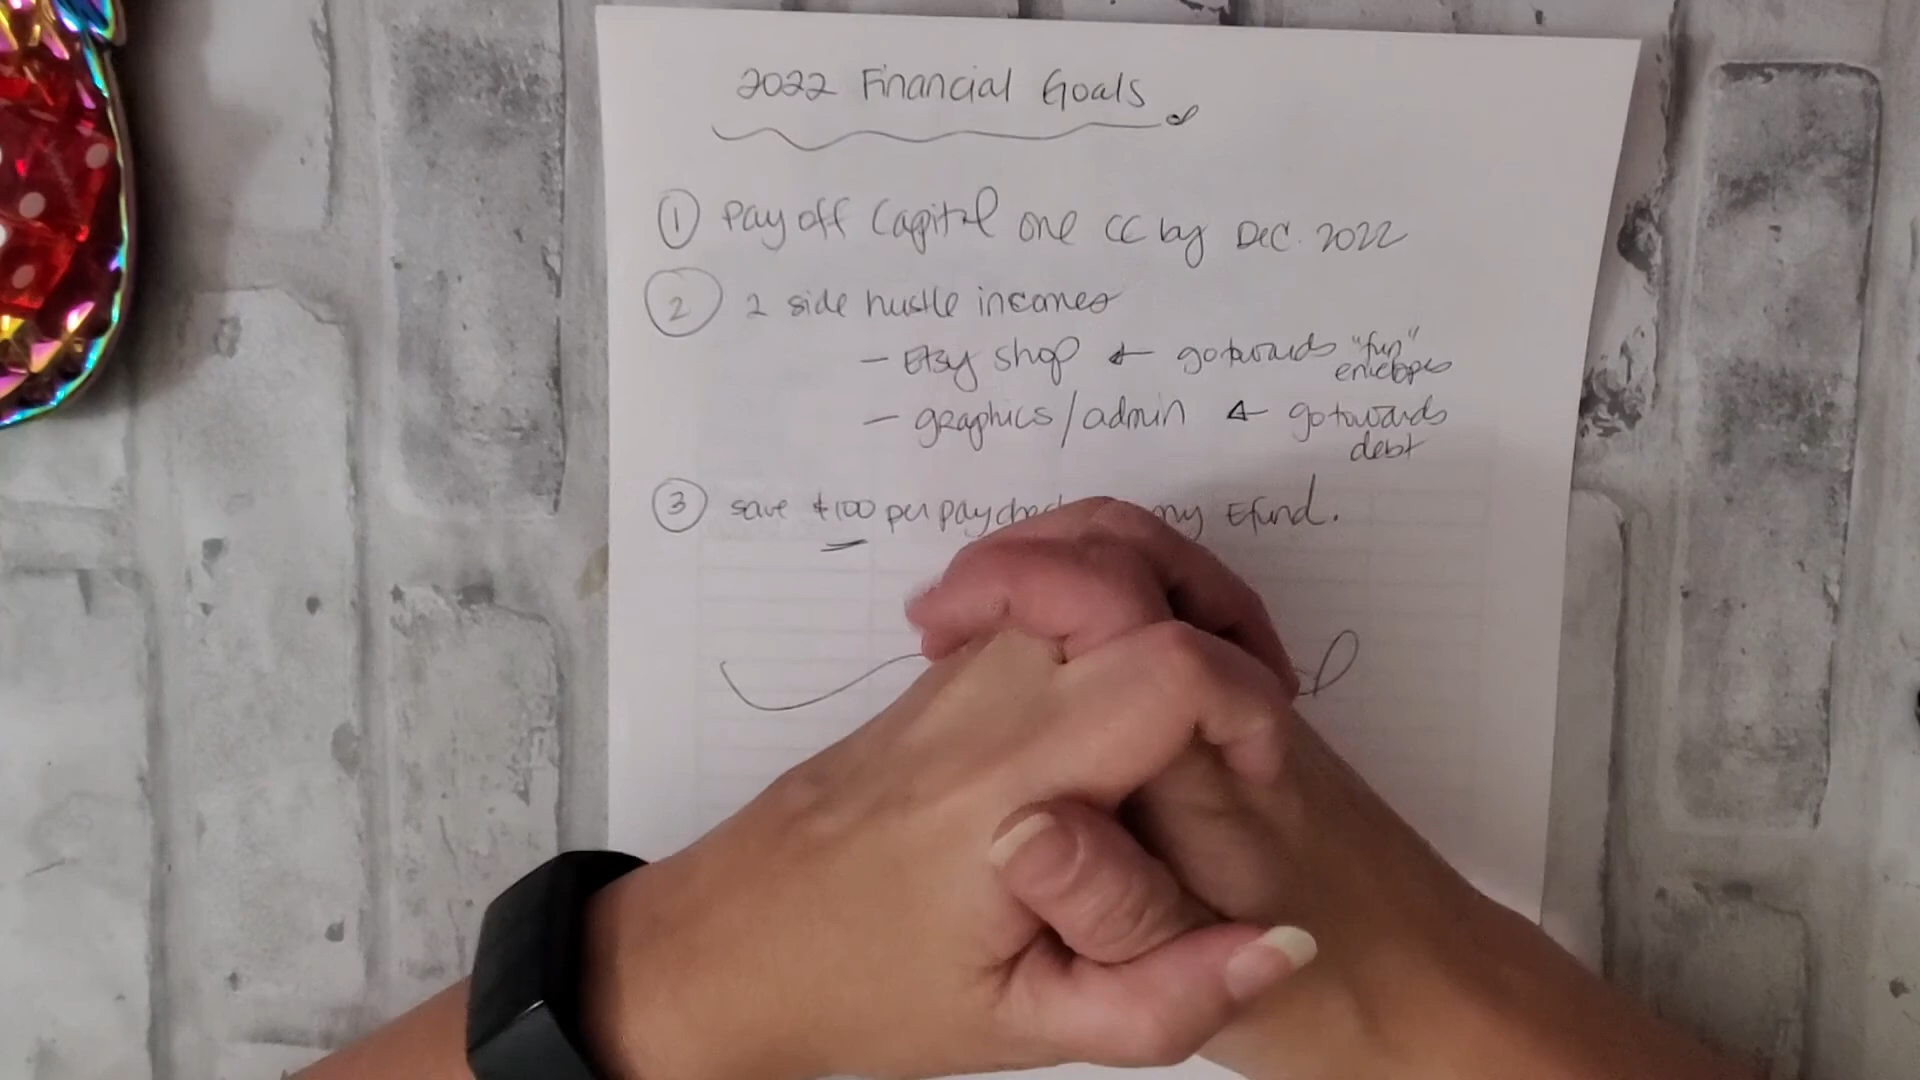 2022 Financial Goals
① Pay off Capital one CC by Dec. 2022
② 2 side hustle incomes
- Etsy shop ← go towards "fun" envelopes
- graphics/admin ← go towards debt
③ save $100 per paycheck my Efund.